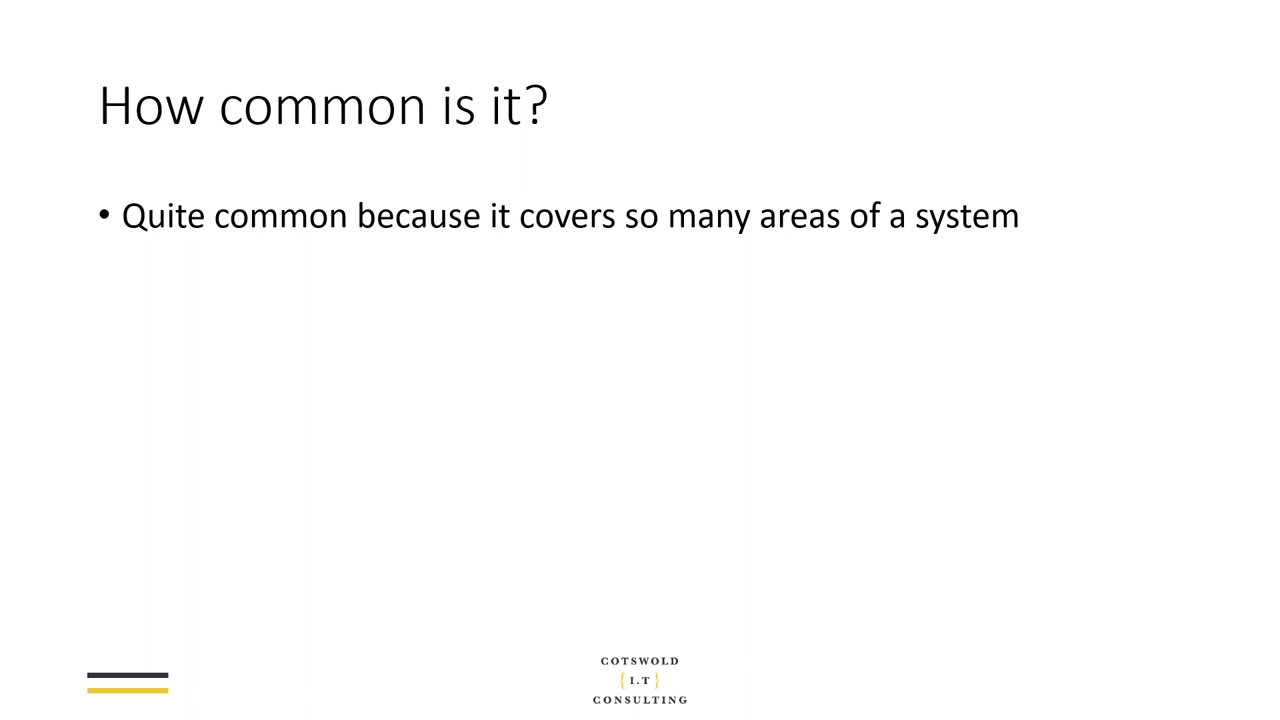 How common is it?
• Quite common because it covers so many areas of a system
COTSWOLD
{I.T}
CONSULTING